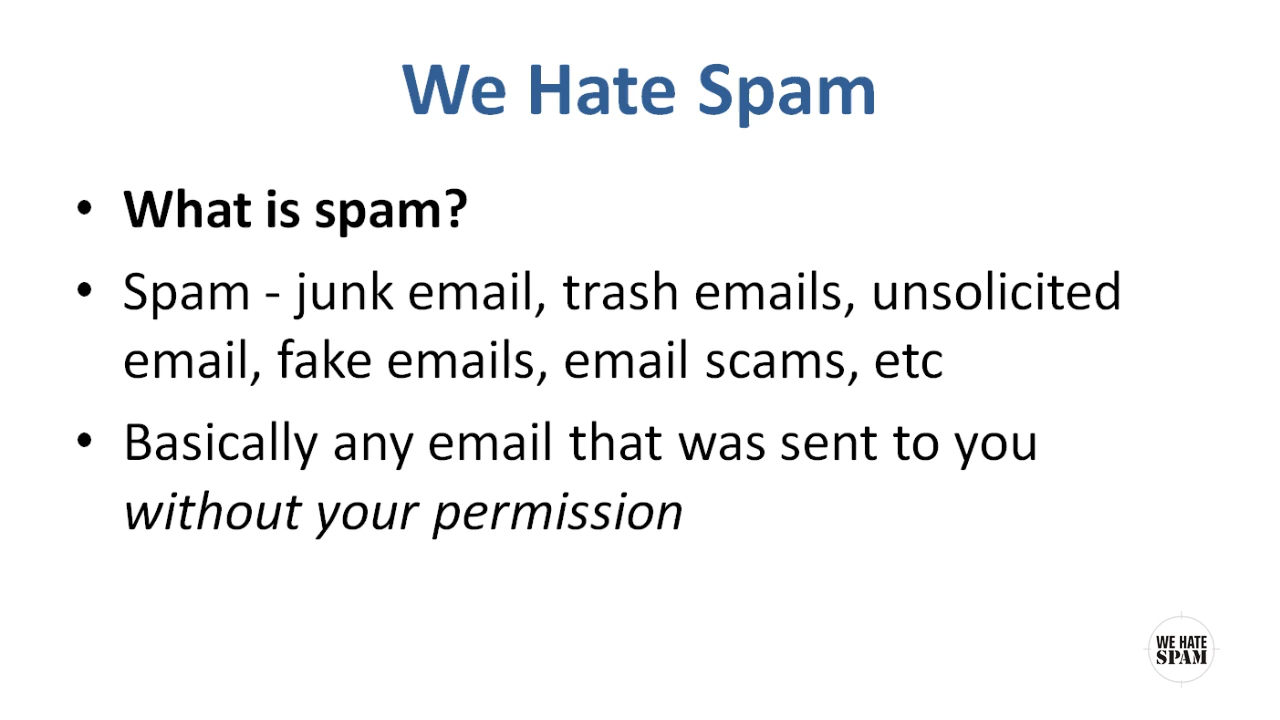 We Hate Spam
• What is spam?
• Spam - junk email, trash emails, unsolicited
email, fake emails, email scams, etc
• Basically any email that was sent to you
without your permission
WE HATE
SPAM